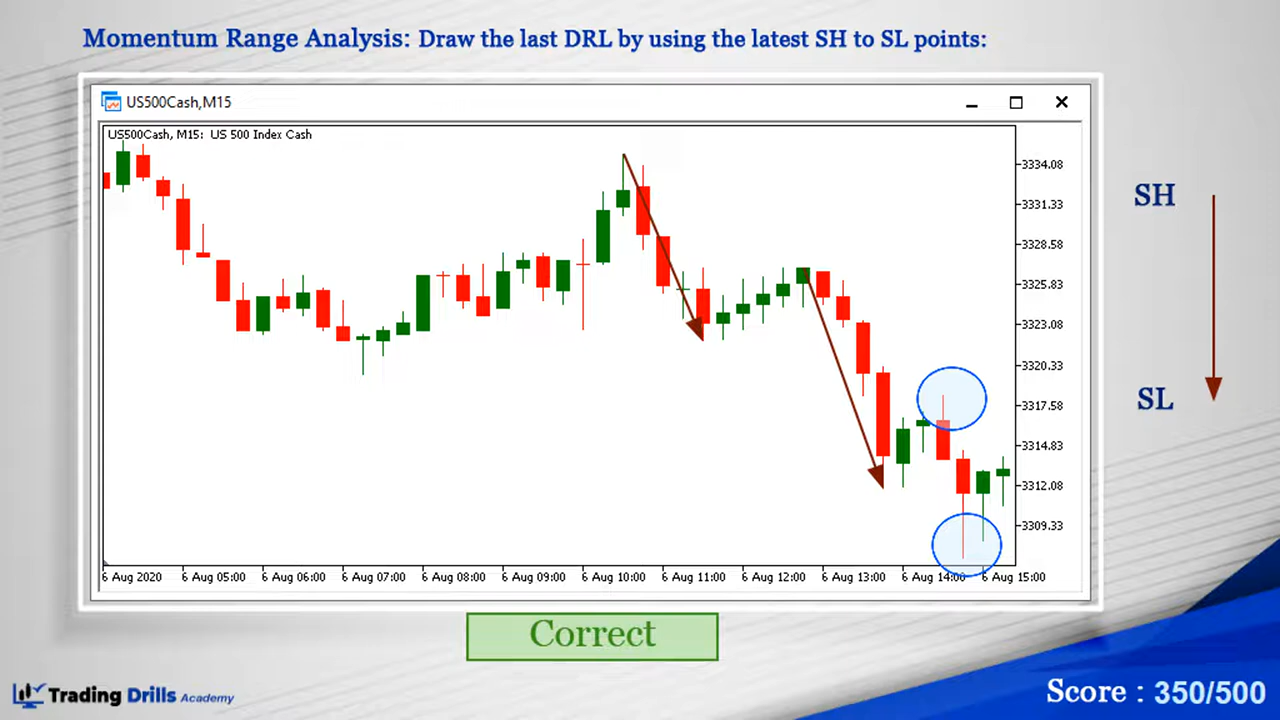 Momentum Range Analysis: Draw the last DRL by using the latest SH to SL points:
US500Cash,M15
US500Cash, M15: US 500 Index Cash
3334.08
3331.33
3328.58
3325.83
3323.08
3320.33
3317.58
3314.83
3312.08
3309.33
6 Aug 2020
6 Aug 05:00
6 Aug 06:00
6 Aug 07:00
6 Aug 08:00
6 Aug 09:00
6 Aug 10:00
6 Aug 11:00
6 Aug 12:00
6 Aug 13:00
6 Aug 14:00
6 Aug 15:00
SH
SL
Correct
Trading Drills Academy
Score : 350/500